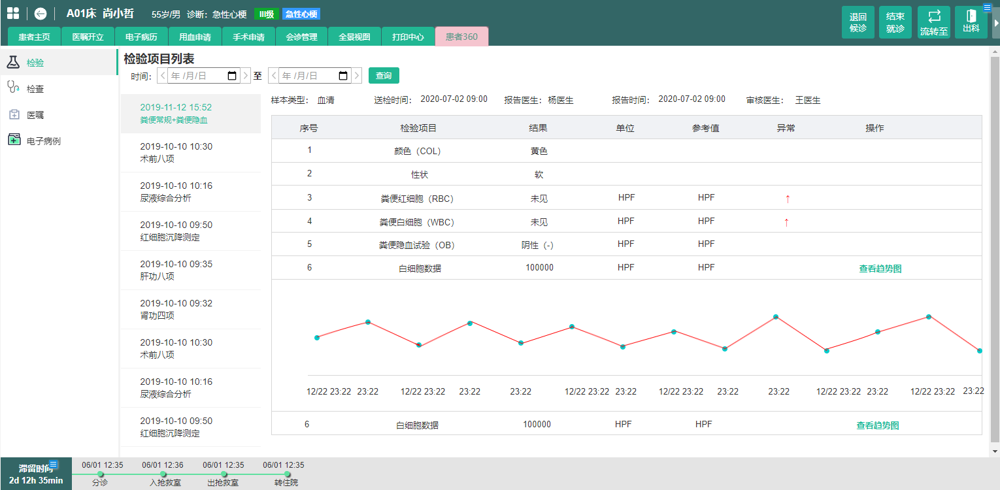 A01床 尚小哲 55岁/男 诊断：急性心梗 III级 急性心梗
退回候诊 结束就诊 流转至 出科
患者主页 医嘱开立 电子病历 用血申请 手术申请 会诊管理 全景视图 打印中心 患者360
检验
检查
医嘱
电子病例
检验项目列表
时间： 年 /月/日 至 年 /月/日 查询
2019-11-12 15:52
粪便常规+粪便隐血
2019-10-10 10:30
术前八项
2019-10-10 10:16
尿液综合分析
2019-10-10 09:50
红细胞沉降测定
2019-10-10 09:35
肝功八项
2019-10-10 09:32
肾功四项
2019-10-10 10:30
术前八项
2019-10-10 10:16
尿液综合分析
2019-10-10 09:50
红细胞沉降测定
样本类型： 血清 送检时间： 2020-07-02 09:00 报告医生： 杨医生 报告时间： 2020-07-02 09:00 审核医生： 王医生
序号 检验项目 结果 单位 参考值 异常 操作
1 颜色（COL） 黄色
2 性状 软
3 粪便红细胞（RBC） 未见 HPF HPF ↑
4 粪便白细胞（WBC） 未见 HPF HPF ↑
5 粪便隐血试验（OB） 阴性（-） HPF HPF
6 白细胞数据 100000 HPF HPF 查看趋势图
12/22 23:22 23:22 12/22 23:22 23:22 23:22 12/22 23:22 23:22 12/22 23:22 23:22 23:22 12/22 23:22 23:22 12/22 23:22 23:22
6 白细胞数据 100000 HPF HPF 查看趋势图
滞留时间
2d 12h 35min
06/01 12:35 06/01 12:36 06/01 12:35 06/01 12:35
分诊 入抢救室 出抢救室 转住院